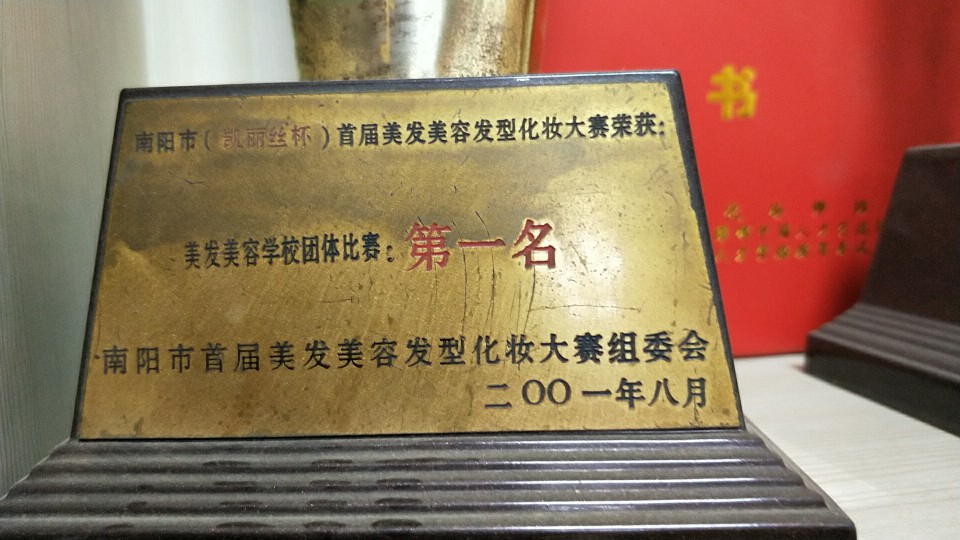 南阳市(凯丽丝杯)首届美发美容发型化妆大赛荣获:
美发美容学校团体比赛:第一名
南阳市首届美发美容发型化妆大赛组委会
二OO一年八月
书